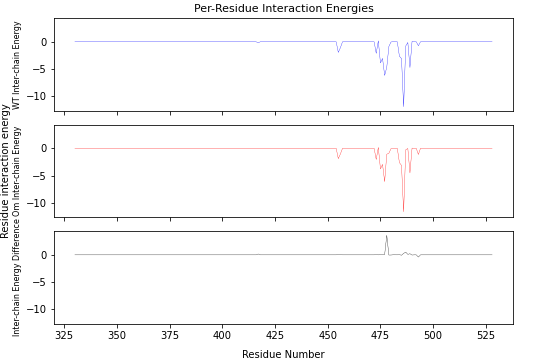 Per-Residue Interaction Energies
WT Inter-chain Energy
0
−5
−10
Residue interaction energy
Om Inter-chain Energy
0
−5
−10
Inter-chain Energy Difference
0
−5
−10
325 350 375 400 425 450 475 500 525
Residue Number